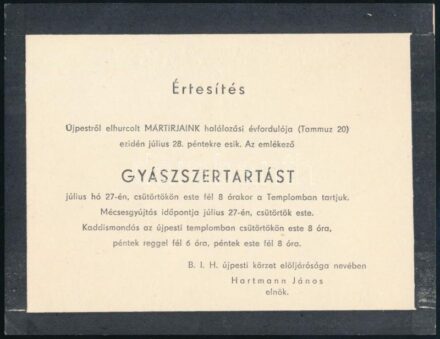 Értesítés
Újpestről elhurcolt MÁRTIRJAINK halálozási évfordulója (Tammuz 20)
ezidén július 28. péntekre esik. Az emlékező
GYÁSZSZERTARTÁST
július hó 27-én, csütörtökön este fél 8 órakor a Templomban tartjuk.
Mécsesgyújtás időpontja július 27-én, csütörtök este.
Kaddismondás az újpesti templomban csütörtökön este 8 óra,
péntek reggel fél 6 óra, péntek este fél 8 óra.
B. I. H. újpesti körzet elöljárósága nevében
Hartmann János
elnök.